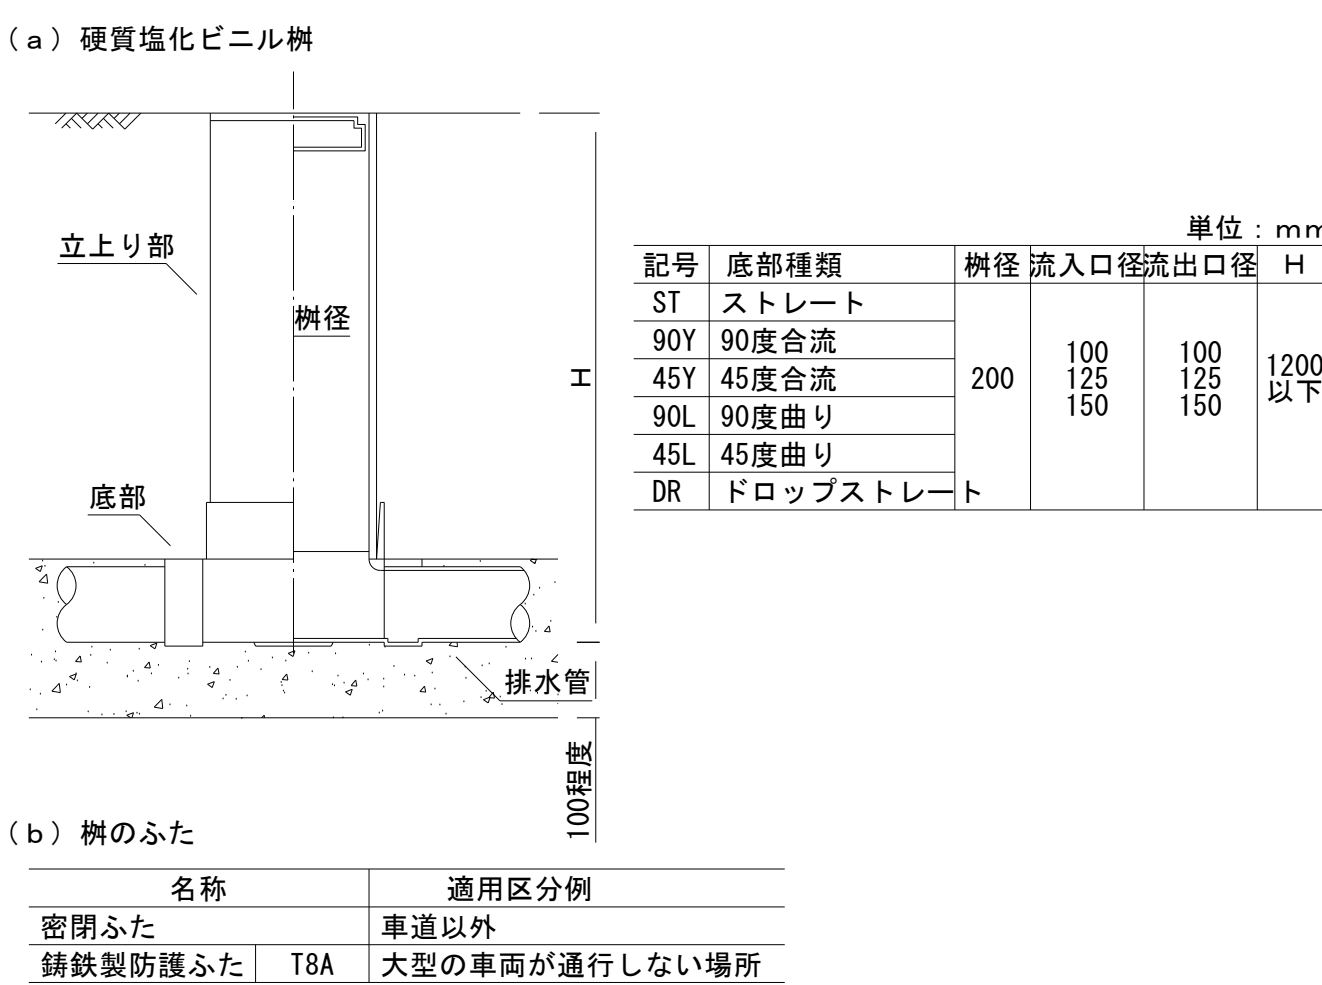 （ａ）硬質塩化ビニル桝
立上り部
桝径
H
底部
排水管
100程度
単位：mm
記号 底部種類 桝径 流入口径 流出口径 H
ST ストレート
90Y 90度合流
45Y 45度合流
90L 90度曲り
45L 45度曲り
DR ドロップストレート
200
100
125
150
100
125
150
1200
以下
（ｂ）桝のふた
名称 適用区分例
密閉ふた 車道以外
鋳鉄製防護ふた T8A 大型の車両が通行しない場所